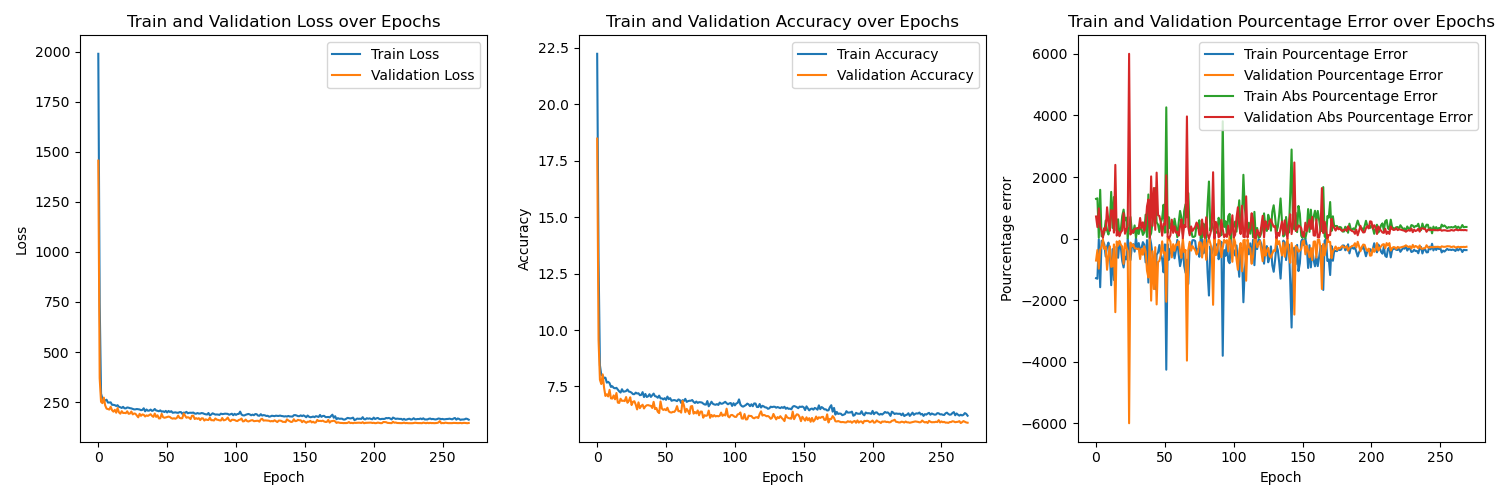 Train and Validation Loss over Epochs
Loss
2000
1750
1500
1250
1000
750
500
250
Train Loss
Validation Loss
0
50
100
150
200
250
Epoch
Train and Validation Accuracy over Epochs
Accuracy
22.5
20.0
17.5
15.0
12.5
10.0
7.5
Train Accuracy
Validation Accuracy
0
50
100
150
200
250
Epoch
Train and Validation Pourcentage Error over Epochs
Pourcentage error
6000
4000
2000
0
−2000
−4000
−6000
Train Pourcentage Error
Validation Pourcentage Error
Train Abs Pourcentage Error
Validation Abs Pourcentage Error
0
50
100
150
200
250
Epoch